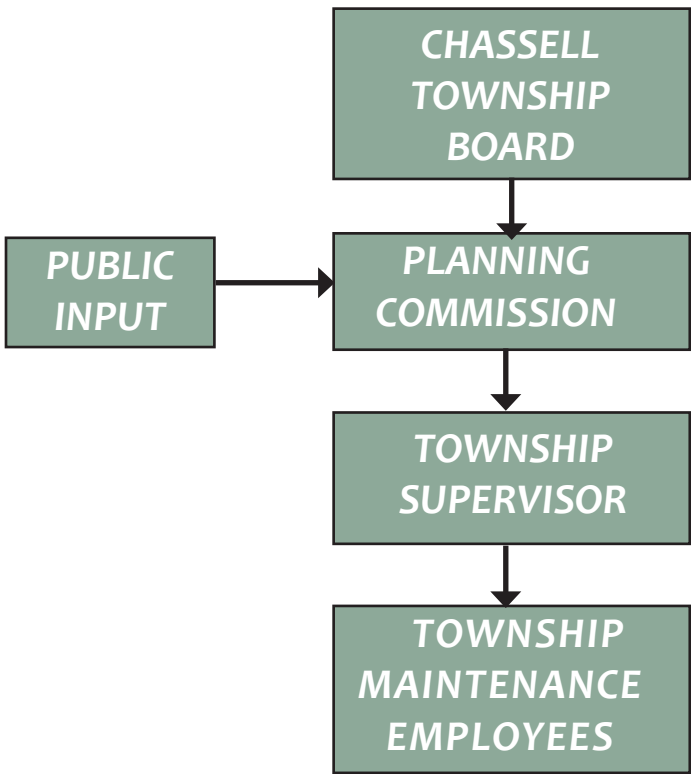 CHASSELL
TOWNSHIP
BOARD
PUBLIC
INPUT
PLANNING
COMMISSION
TOWNSHIP
SUPERVISOR
TOWNSHIP
MAINTENANCE
EMPLOYEES